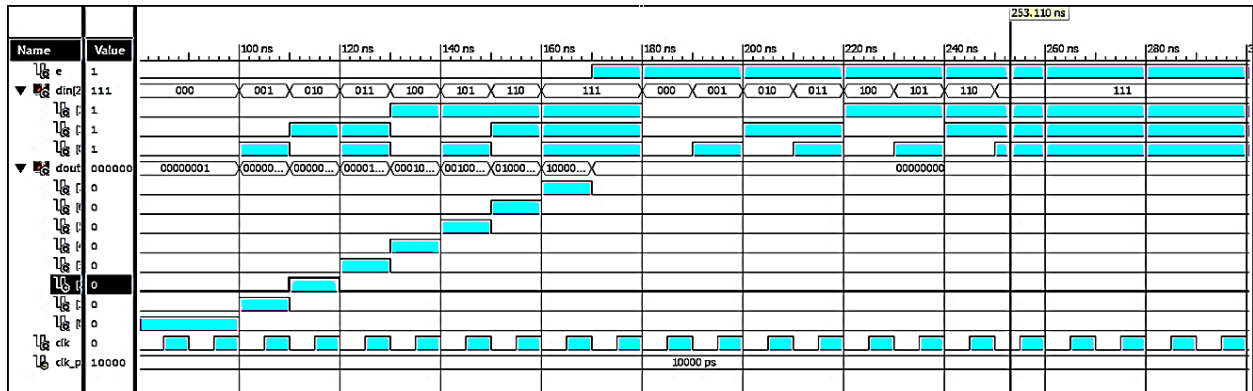 253.110 ns
Name Value 100 ns 120 ns 140 ns 160 ns 180 ns 200 ns 220 ns 240 ns 260 ns 280 ns
e 1
din[2 111 000 001 010 011 100 101 110 111 000 001 010 011 100 101 110 111
[ 1
[ 1
[ 1
dout 000000 00000001 00000... 00000... 00001... 00010... 00100... 01000... 10000... 00000000
[ 0
[ 0
[ 0
[ 0
[ 0
[ 0
[ 0
[ 0
clk 0
clk_p 10000 10000 ps